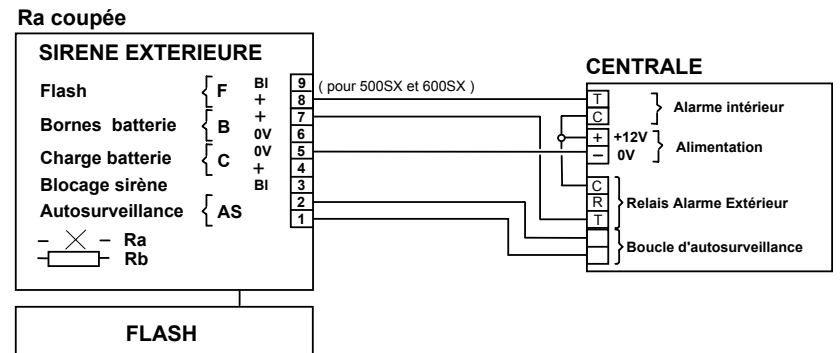 Ra coupée
SIRENE EXTERIEURE
Flash { F Bl 9 ( pour 500SX et 600SX )
+ 8
Bornes batterie { B + 7
0V 6
Charge batterie { C 0V 5
+ 4
Blocage sirène Bl 3
Autosurveillance { AS 2
1
Ra
Rb
FLASH
CENTRALE
T
C
} Alarme intérieur
+ +12V
– 0V
} Alimentation
C
R
T
} Relais Alarme Extérieur
} Boucle d'autosurveillance